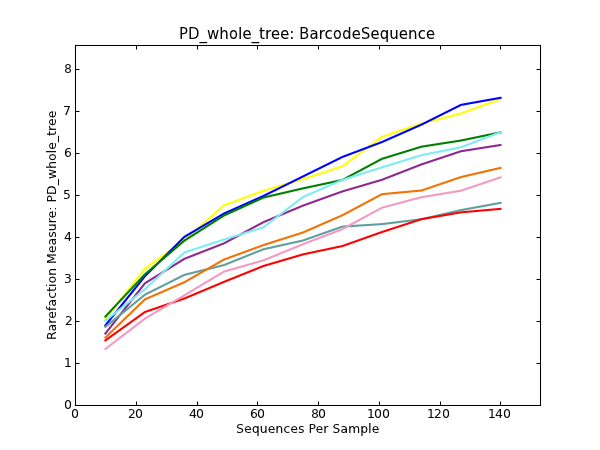 PD_whole_tree: BarcodeSequence
8
7
6
5
4
3
2
1
0
Rarefaction Measure: PD_whole_tree
0 20 40 60 80 100 120 140
Sequences Per Sample